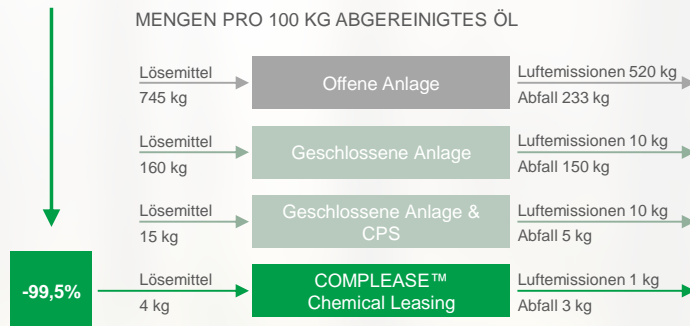 MENGEN PRO 100 KG ABGEREINIGTES ÖL
Lösemittel
745 kg
Offene Anlage
Luftemissionen 520 kg
Abfall 233 kg
Lösemittel
160 kg
Geschlossene Anlage
Luftemissionen 10 kg
Abfall 150 kg
Lösemittel
15 kg
Geschlossene Anlage &
CPS
Luftemissionen 10 kg
Abfall 5 kg
-99,5%
Lösemittel
4 kg
COMPLEASE™
Chemical Leasing
Luftemissionen 1 kg
Abfall 3 kg